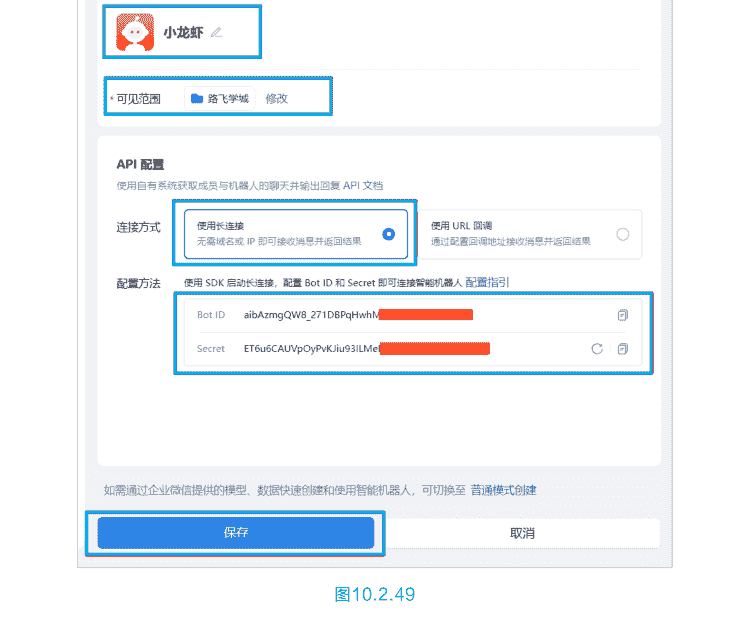 小龙虾
* 可见范围 路飞学城 修改
API 配置
使用自有系统获取成员与机器人的聊天并输出回复 API 文档
连接方式
使用长连接
无需域名或 IP 即可接收消息并返回结果
使用 URL 回调
通过配置回调地址接收消息并返回结果
配置方法
使用 SDK 启动长连接，配置 Bot ID 和 Secret 即可连接智能机器人 配置指引
Bot ID aibAzmgQW8_271DBPqHwhM
Secret ET6u6CAUVpOyPvKJiu93ILMe
如需通过企业微信提供的模型、数据快速创建和使用智能机器人，可切换至 普通模式创建
保存 取消
图10.2.49